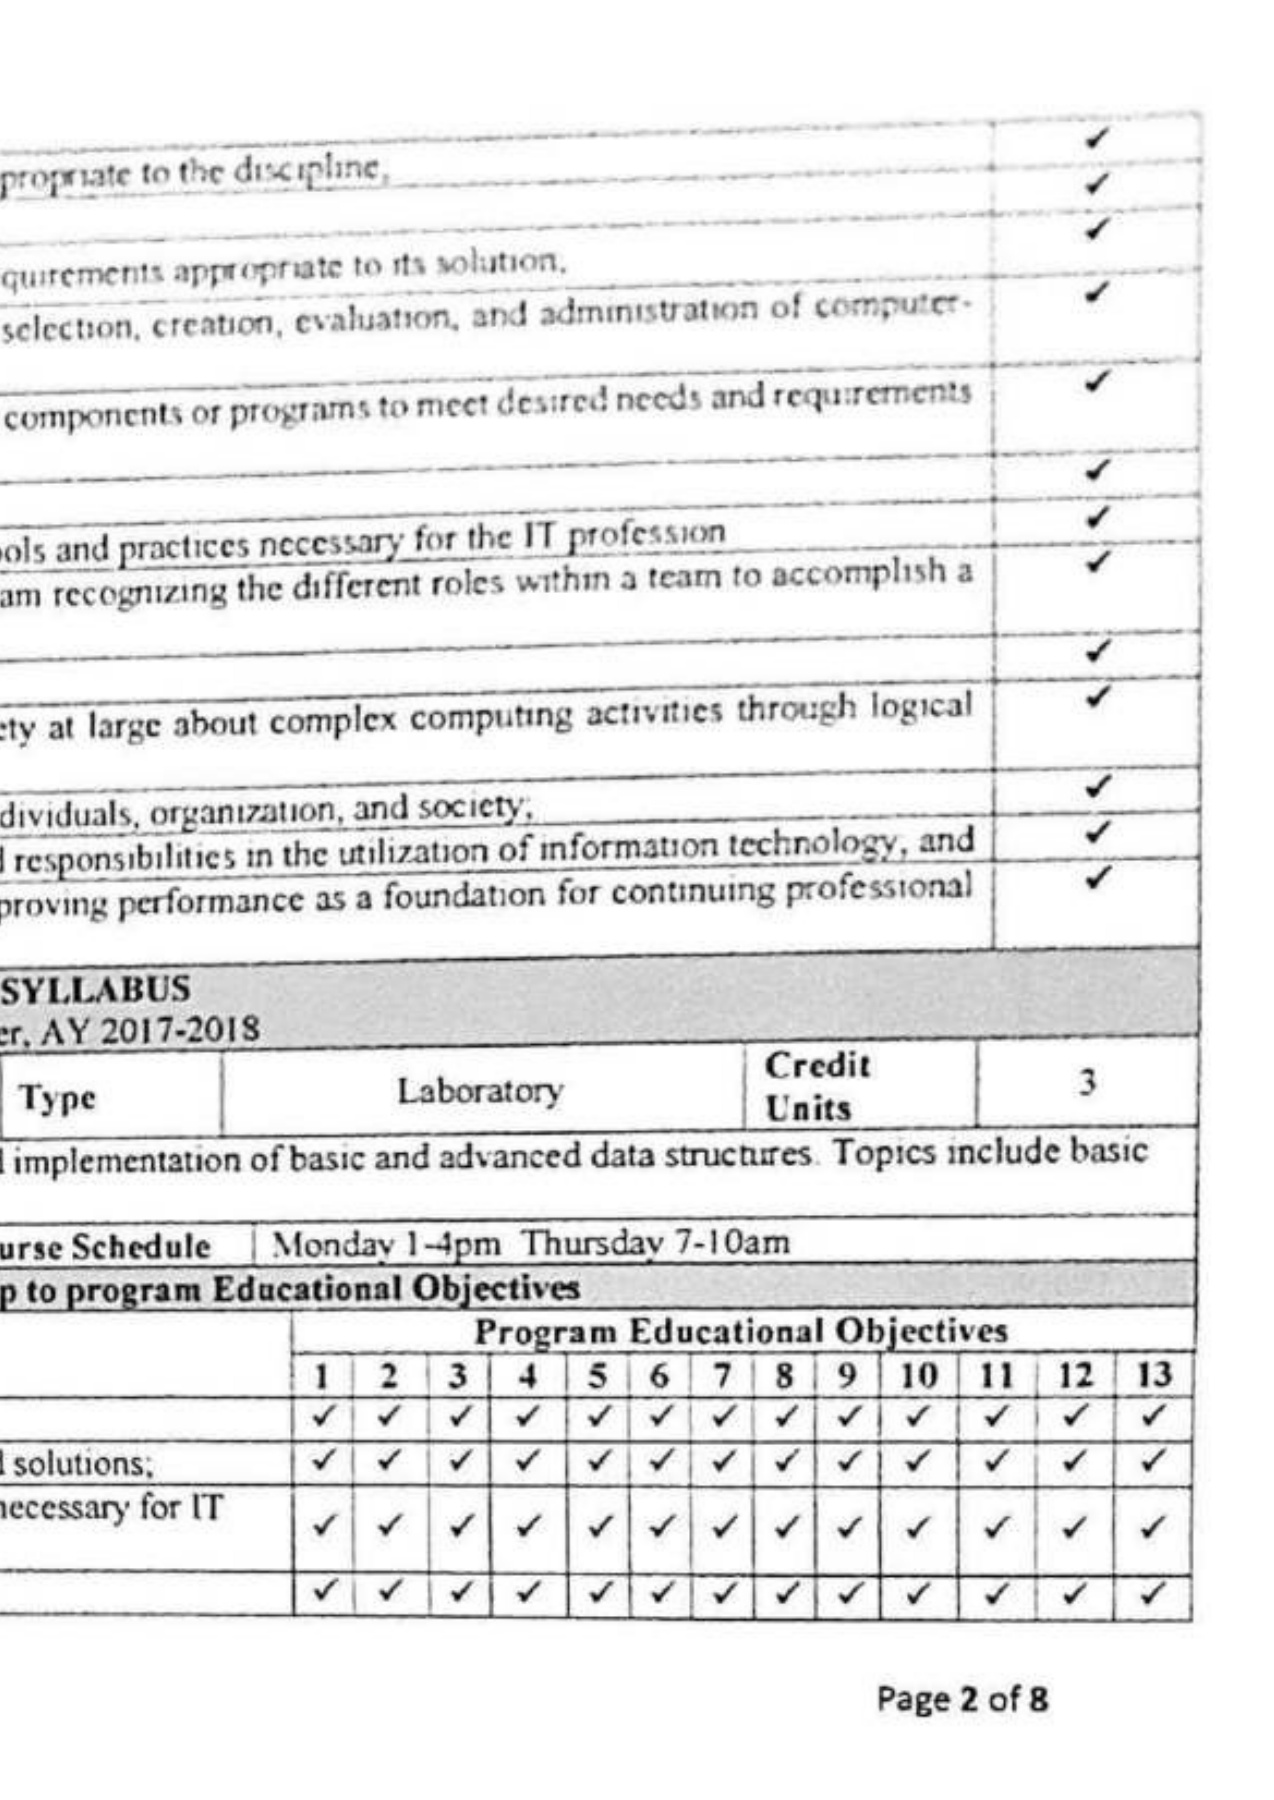 ✓
propriate to the discipline,
✓
✓
quirements appropriate to its solution,
selection, creation, evaluation, and administration of computer- ✓
components or programs to meet desired needs and requirements ✓
✓
ools and practices necessary for the IT profession ✓
am recognizing the different roles within a team to accomplish a ✓
✓
ety at large about complex computing activities through logical ✓
dividuals, organization, and society; ✓
l responsibilities in the utilization of information technology, and ✓
proving performance as a foundation for continuing professional ✓
SYLLABUS
er, AY 2017-2018
Type Laboratory Credit Units 3
l implementation of basic and advanced data structures. Topics include basic
urse Schedule Monday 1-4pm Thursday 7-10am
p to program Educational Objectives
Program Educational Objectives
1 2 3 4 5 6 7 8 9 10 11 12 13
✓ ✓ ✓ ✓ ✓ ✓ ✓ ✓ ✓ ✓ ✓ ✓ ✓
l solutions; ✓ ✓ ✓ ✓ ✓ ✓ ✓ ✓ ✓ ✓ ✓ ✓ ✓
necessary for IT ✓ ✓ ✓ ✓ ✓ ✓ ✓ ✓ ✓ ✓ ✓ ✓ ✓
✓ ✓ ✓ ✓ ✓ ✓ ✓ ✓ ✓ ✓ ✓ ✓ ✓
Page 2 of 8